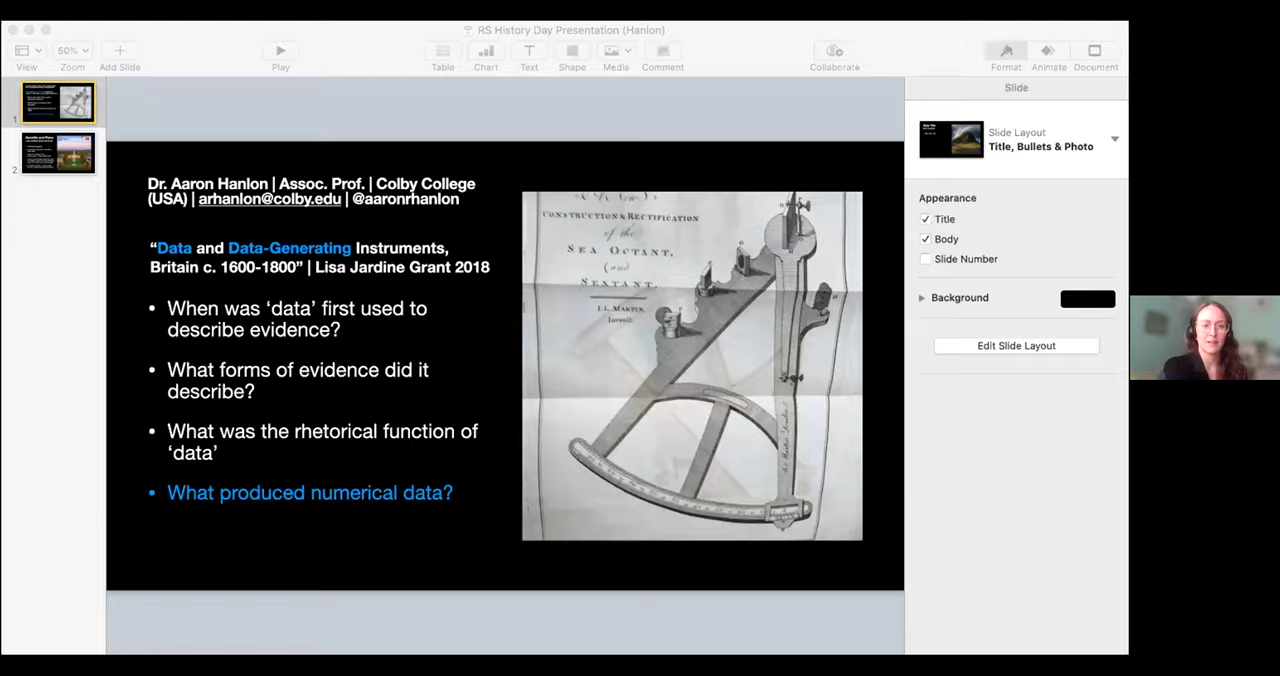 RS History Day Presentation (Hanlon)
50%
View
Zoom
Add Slide
Play
Table
Chart
Text
Shape
Media
Comment
Collaborate
Format
Animate
Document
1
2
Dr. Aaron Hanlon | Assoc. Prof. | Colby College
(USA) | arhanlon@colby.edu | @aaronrhanlon
“Data and Data-Generating Instruments,
Britain c. 1600-1800” | Lisa Jardine Grant 2018
• When was ‘data’ first used to
describe evidence?
• What forms of evidence did it
describe?
• What was the rhetorical function of
‘data’
• What produced numerical data?
CONSTRUCTION & RECTIFICATION
of the
SEA OCTANT,
(and
SEXTANT.
Invenit:
Slide
Slide Layout
Title, Bullets & Photo
Appearance
Title
Body
Slide Number
Background
Edit Slide Layout